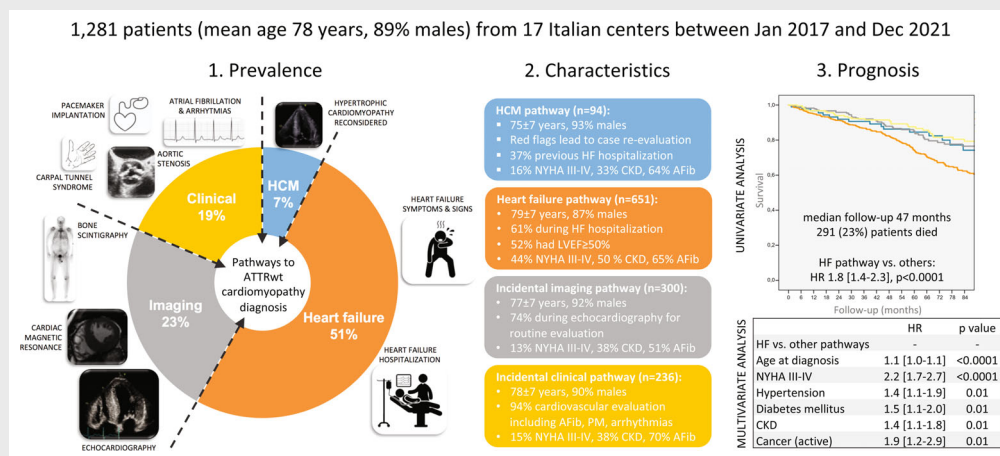 1,281 patients (mean age 78 years, 89% males) from 17 Italian centers between Jan 2017 and Dec 2021
1. Prevalence
PACEMAKER
IMPLANTATION
ATRIAL FIBRILLATION
& ARRHYTMIAS
HYPERTROPHIC
CARDIOMYOPATHY
RECONSIDERED
AORTIC
STENOSIS
CARPAL TUNNEL
SYNDROME
BONE
SCINTIGRAPHY
CARDIAC
MAGNETIC
RESONANCE
ECHOCARDIOGRAPHY
HEART FAILURE
SYMPTOMS & SIGNS
HEART FAILURE
HOSPITALIZATION
HCM
7%
Clinical
19%
Imaging
23%
Heart failure
51%
Pathways to
ATTRwt
cardiomyopathy
diagnosis
2. Characteristics
HCM pathway (n=94):
▪ 75±7 years, 93% males
▪ Red flags lead to case re-evaluation
▪ 37% previous HF hospitalization
▪ 16% NYHA III-IV, 33% CKD, 64% AFib
Heart failure pathway (n=651):
▪ 79±7 years, 87% males
▪ 61% during HF hospitalization
▪ 52% had LVEF≥50%
▪ 44% NYHA III-IV, 50 % CKD, 65% AFib
Incidental imaging pathway (n=300):
▪ 77±7 years, 92% males
▪ 74% during echocardiography for
routine evaluation
▪ 13% NYHA III-IV, 38% CKD, 51% AFib
Incidental clinical pathway (n=236):
▪ 78±7 years, 90% males
▪ 94% cardiovascular evaluation
including AFib, PM, arrhythmias
▪ 15% NYHA III-IV, 38% CKD, 70% AFib
3. Prognosis
UNIVARIATE ANALYSIS
Survival
1.0
0.8
0.6
0.4
0.2
0.0
median follow-up 47 months
291 (23%) patients died
HF pathway vs. others:
HR 1.8 [1.4-2.3], p<0.0001
0 6 12 18 24 30 36 42 48 54 60 66 72 78 84
Follow-up (months)
MULTIVARIATE ANALYSIS
HR p value
HF vs. other pathways - -
Age at diagnosis 1.1 [1.0-1.1] <0.0001
NYHA III-IV 2.2 [1.7-2.7] <0.0001
Hypertension 1.4 [1.1-1.9] 0.01
Diabetes mellitus 1.5 [1.1-2.0] 0.01
CKD 1.4 [1.1-1.8] 0.01
Cancer (active) 1.9 [1.2-2.9] 0.01